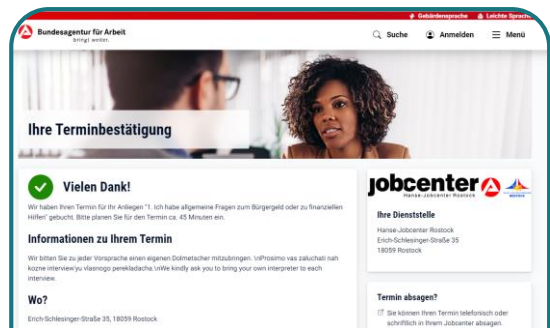 Gebärdensprache Leichte Sprache
Bundesagentur für Arbeit
bringt weiter.
Suche Anmelden Menü
Ihre Terminbestätigung
Vielen Dank!
Wir haben Ihren Termin für Ihr Anliegen "1. Ich habe allgemeine Fragen zum Bürgergeld oder zu finanziellen
Hilfen" gebucht. Bitte planen Sie für den Termin ca. 45 Minuten ein.
Informationen zu Ihrem Termin
Wir bitten Sie zu jeder Vorsprache einen eigenen Dolmetscher mitzubringen. \nProsimo vas zaluchati nah
kozne interview'yu vlasnogo perekladacha.\nWe kindly ask you to bring your own interpreter to each
interview.
Wo?
Erich-Schlesinger-Straße 35, 18059 Rostock
jobcenter
Hanse-Jobcenter Rostock
Ihre Dienststelle
Hanse-Jobcenter Rostock
Erich-Schlesinger-Straße 35
18059 Rostock
Termin absagen?
Sie können Ihren Termin telefonisch oder
schriftlich in Ihrem Jobcenter absagen.